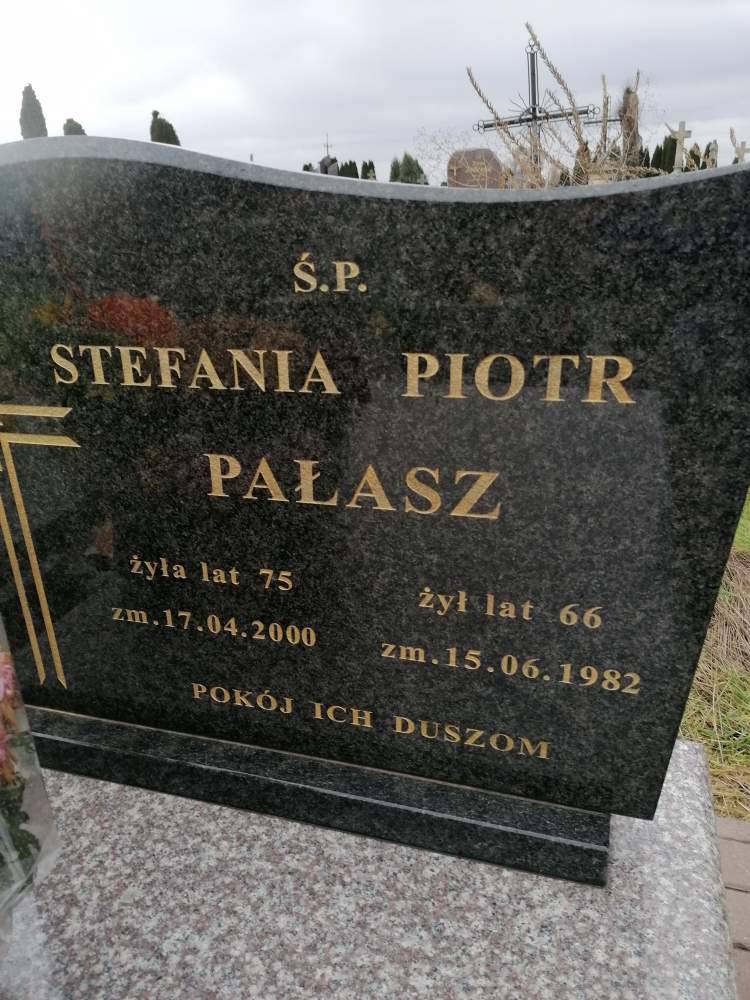 Ś.P.
STEFANIA PIOTR
PAŁASZ
żyła lat 75
zm.17.04.2000
żył lat 66
zm.15.06.1982
POKÓJ ICH DUSZOM